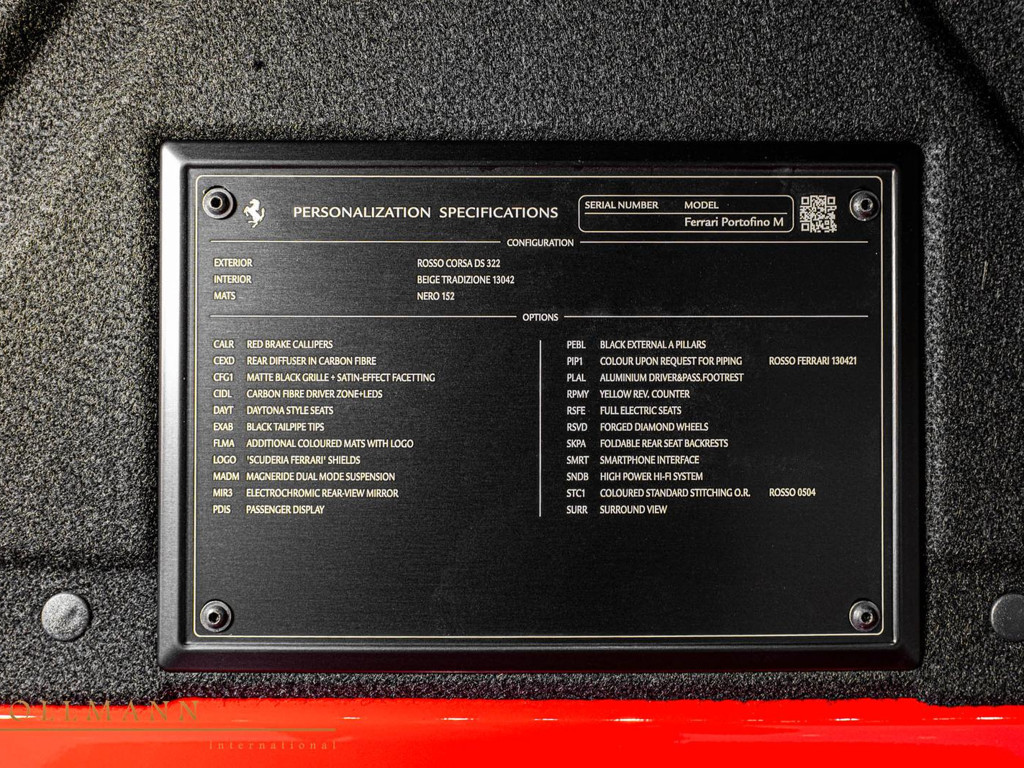 PERSONALIZATION SPECIFICATIONS
SERIAL NUMBER MODEL
Ferrari Portofino M
CONFIGURATION
EXTERIOR ROSSO CORSA DS 322
INTERIOR BEIGE TRADIZIONE 13042
MATS NERO 152
OPTIONS
CALR RED BRAKE CALLIPERS
CEXD REAR DIFFUSER IN CARBON FIBRE
CFG1 MATTE BLACK GRILLE + SATIN-EFFECT FACETTING
CIDL CARBON FIBRE DRIVER ZONE+LEDS
DAYT DAYTONA STYLE SEATS
EXAB BLACK TAILPIPE TIPS
FLMA ADDITIONAL COLOURED MATS WITH LOGO
LOGO 'SCUDERIA FERRARI' SHIELDS
MADM MAGNERIDE DUAL MODE SUSPENSION
MIR3 ELECTROCHROMIC REAR-VIEW MIRROR
PDIS PASSENGER DISPLAY
PEBL BLACK EXTERNAL A PILLARS
PIP1 COLOUR UPON REQUEST FOR PIPING ROSSO FERRARI 130421
PLAL ALUMINIUM DRIVER&PASS.FOOTREST
RPMY YELLOW REV. COUNTER
RSFE FULL ELECTRIC SEATS
RSVD FORGED DIAMOND WHEELS
SKPA FOLDABLE REAR SEAT BACKRESTS
SMRT SMARTPHONE INTERFACE
SNDB HIGH POWER HI-FI SYSTEM
STC1 COLOURED STANDARD STITCHING O.R. ROSSO 0504
SURR SURROUND VIEW
OLLMANN
international